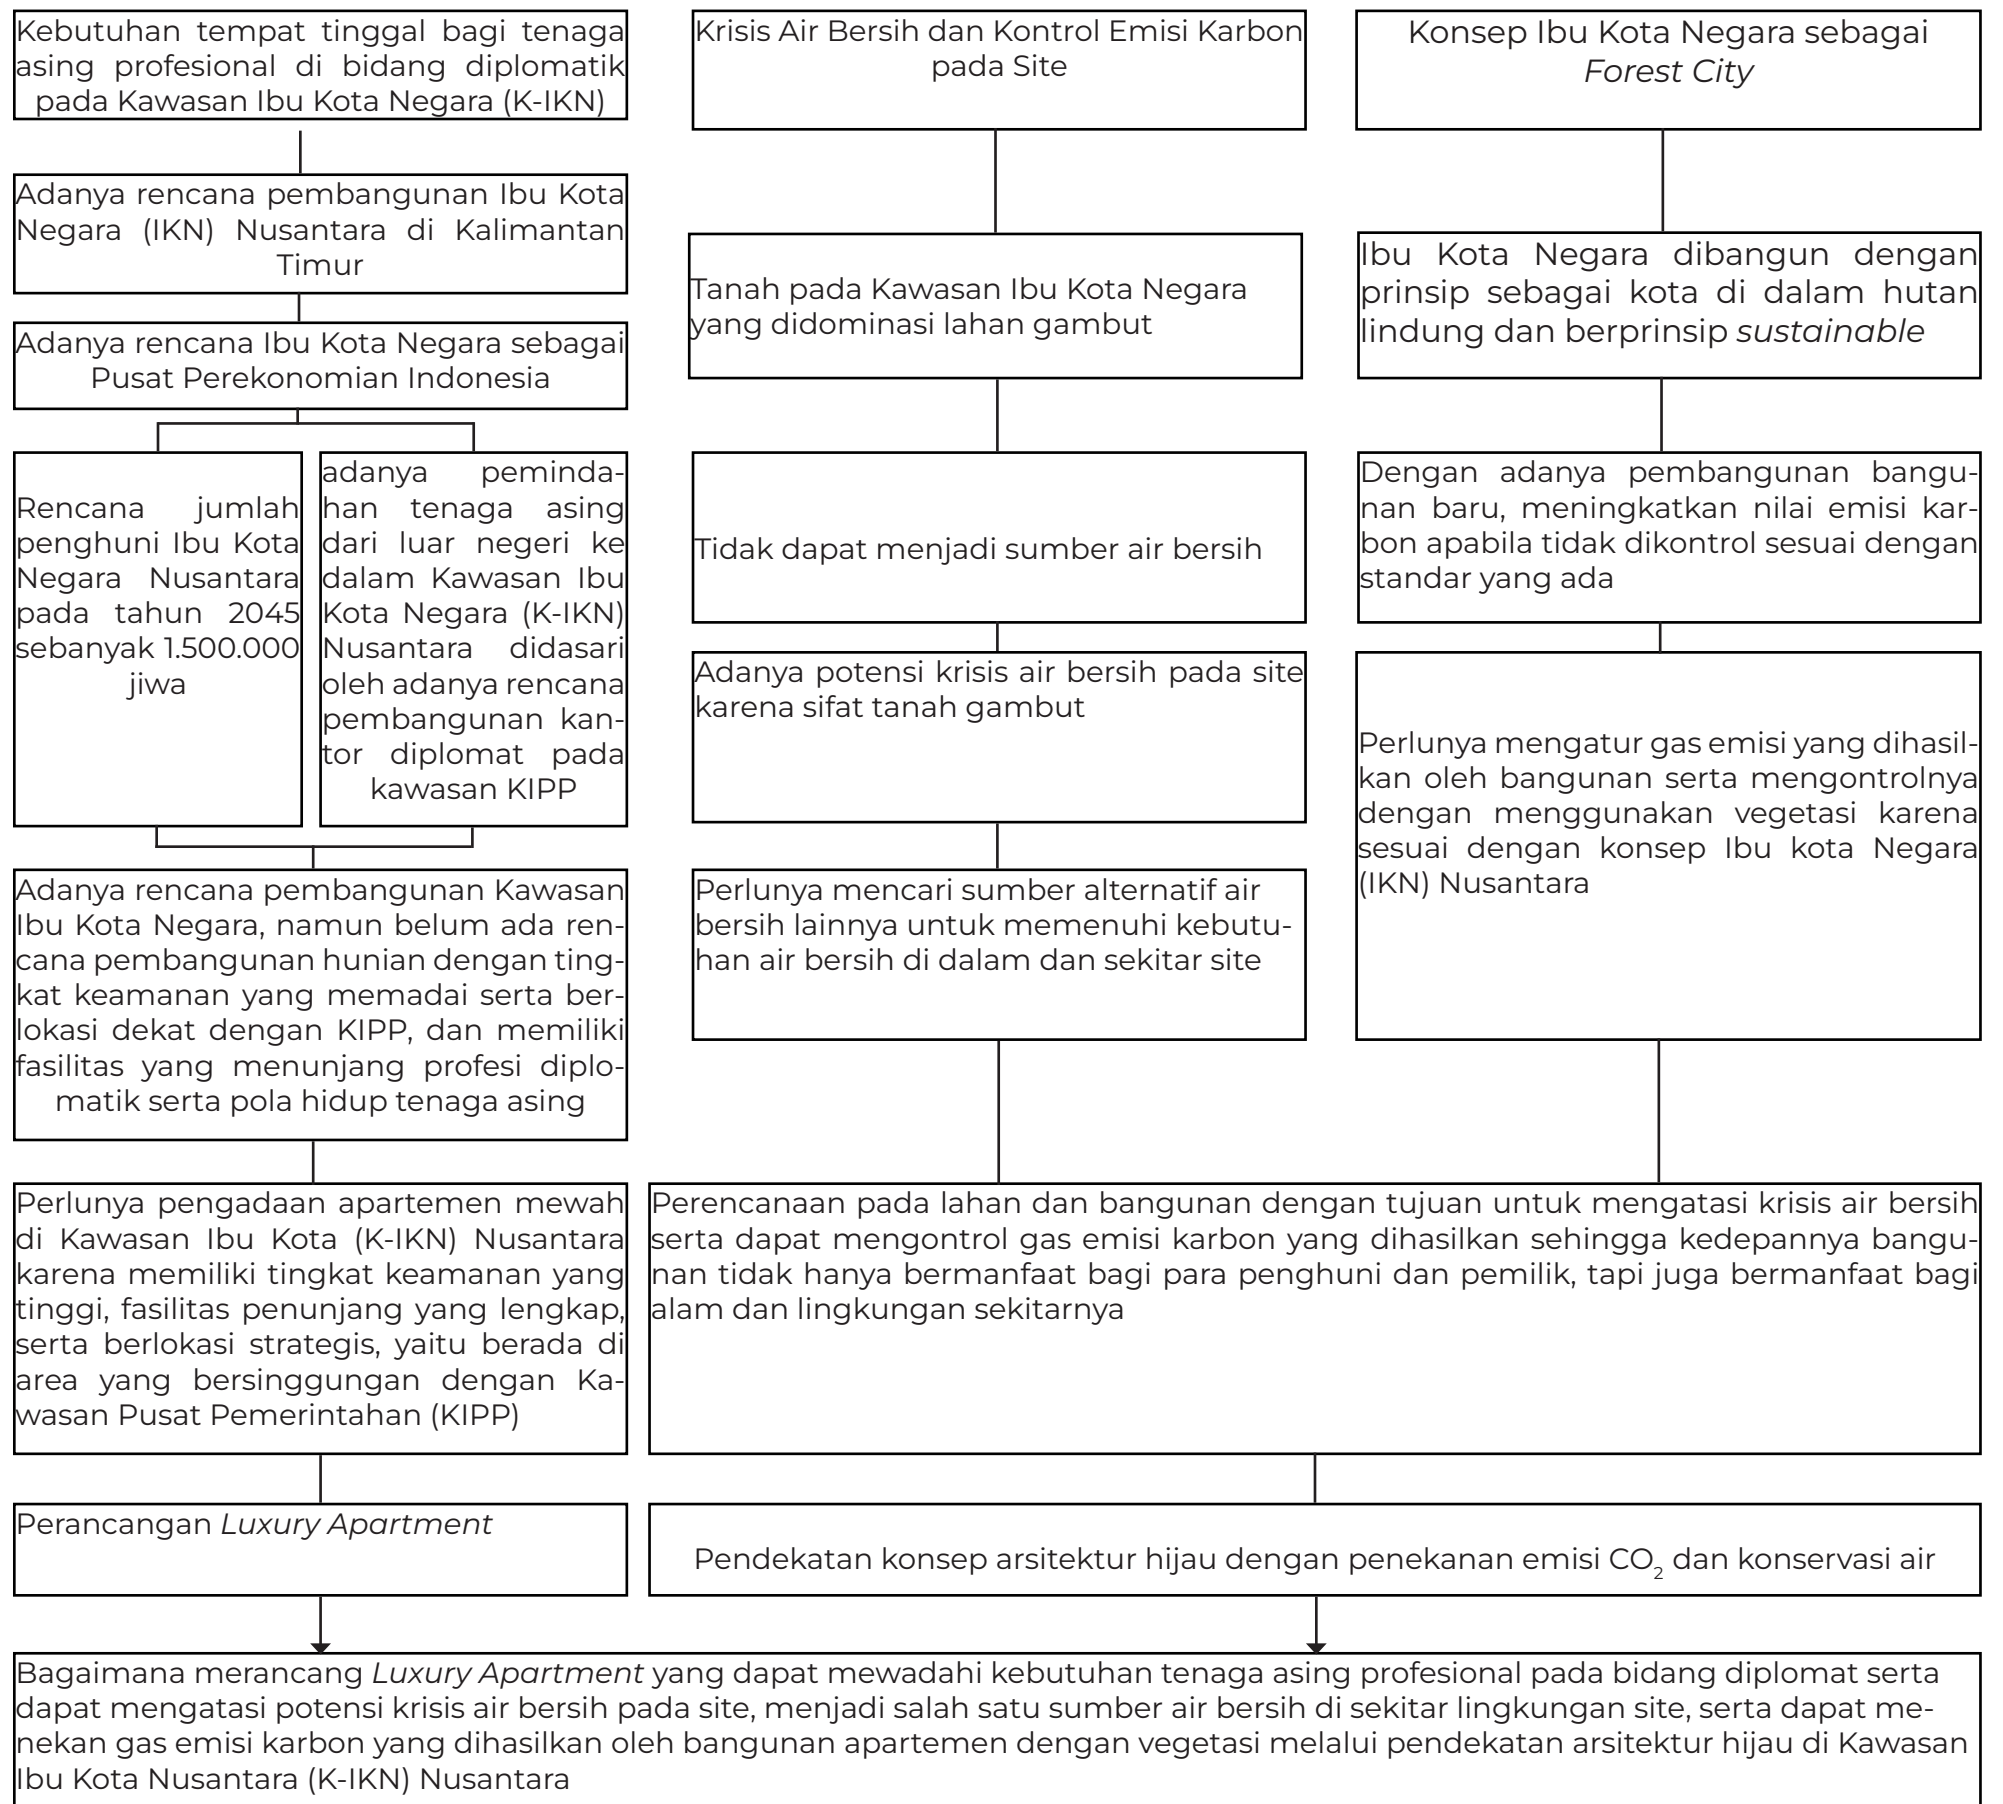 Kebutuhan tempat tinggal bagi tenaga
asing profesional di bidang diplomatik
pada Kawasan Ibu Kota Negara (K-IKN)
Adanya rencana pembangunan Ibu Kota
Negara (IKN) Nusantara di Kalimantan
Timur
Adanya rencana Ibu Kota Negara sebagai
Pusat Perekonomian Indonesia
Rencana jumlah
penghuni Ibu Kota
Negara Nusantara
pada tahun 2045
sebanyak 1.500.000
jiwa
adanya peminda-
han tenaga asing
dari luar negeri ke
dalam Kawasan Ibu
Kota Negara (K-IKN)
Nusantara didasari
oleh adanya rencana
pembangunan kan-
tor diplomat pada
kawasan KIPP
Adanya rencana pembangunan Kawasan
Ibu Kota Negara, namun belum ada ren-
cana pembangunan hunian dengan ting-
kat keamanan yang memadai serta ber-
lokasi dekat dengan KIPP, dan memiliki
fasilitas yang menunjang profesi diplo-
matik serta pola hidup tenaga asing
Perlunya pengadaan apartemen mewah
di Kawasan Ibu Kota (K-IKN) Nusantara
karena memiliki tingkat keamanan yang
tinggi, fasilitas penunjang yang lengkap,
serta berlokasi strategis, yaitu berada di
area yang bersinggungan dengan Ka-
wasan Pusat Pemerintahan (KIPP)
Perancangan Luxury Apartment
Krisis Air Bersih dan Kontrol Emisi Karbon
pada Site
Tanah pada Kawasan Ibu Kota Negara
yang didominasi lahan gambut
Tidak dapat menjadi sumber air bersih
Adanya potensi krisis air bersih pada site
karena sifat tanah gambut
Perlunya mencari sumber alternatif air
bersih lainnya untuk memenuhi kebutu-
han air bersih di dalam dan sekitar site
Konsep Ibu Kota Negara sebagai
Forest City
Ibu Kota Negara dibangun dengan
prinsip sebagai kota di dalam hutan
lindung dan berprinsip sustainable
Dengan adanya pembangunan bangu-
nan baru, meningkatkan nilai emisi kar-
bon apabila tidak dikontrol sesuai dengan
standar yang ada
Perlunya mengatur gas emisi yang dihasil-
kan oleh bangunan serta mengontrolnya
dengan menggunakan vegetasi karena
sesuai dengan konsep Ibu kota Negara
(IKN) Nusantara
Perencanaan pada lahan dan bangunan dengan tujuan untuk mengatasi krisis air bersih
serta dapat mengontrol gas emisi karbon yang dihasilkan sehingga kedepannya bangu-
nan tidak hanya bermanfaat bagi para penghuni dan pemilik, tapi juga bermanfaat bagi
alam dan lingkungan sekitarnya
Pendekatan konsep arsitektur hijau dengan penekanan emisi CO₂ dan konservasi air
Bagaimana merancang Luxury Apartment yang dapat mewadahi kebutuhan tenaga asing profesional pada bidang diplomat serta
dapat mengatasi potensi krisis air bersih pada site, menjadi salah satu sumber air bersih di sekitar lingkungan site, serta dapat me-
nekan gas emisi karbon yang dihasilkan oleh bangunan apartemen dengan vegetasi melalui pendekatan arsitektur hijau di Kawasan
Ibu Kota Nusantara (K-IKN) Nusantara